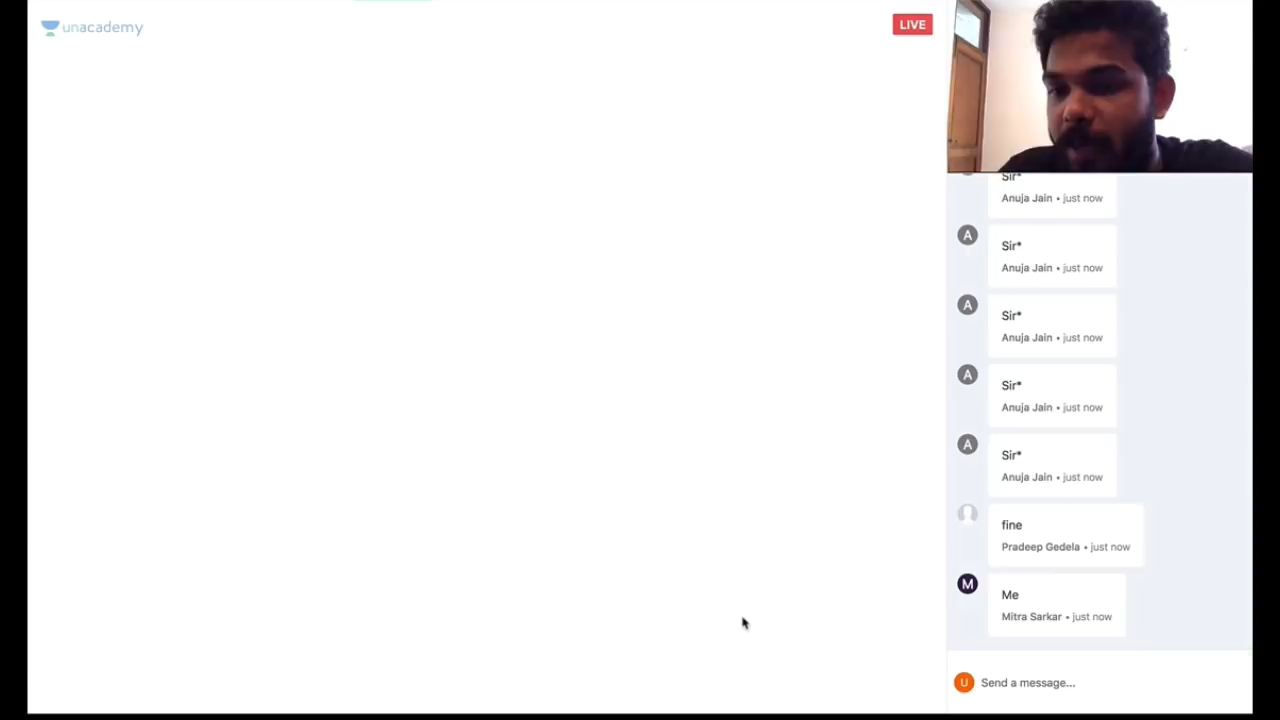 unacademy
LIVE
Sir*
Anuja Jain • just now
A
Sir*
Anuja Jain • just now
A
Sir*
Anuja Jain • just now
A
Sir*
Anuja Jain • just now
A
Sir*
Anuja Jain • just now
fine
Pradeep Gedela • just now
M
Me
Mitra Sarkar • just now
U
Send a message...